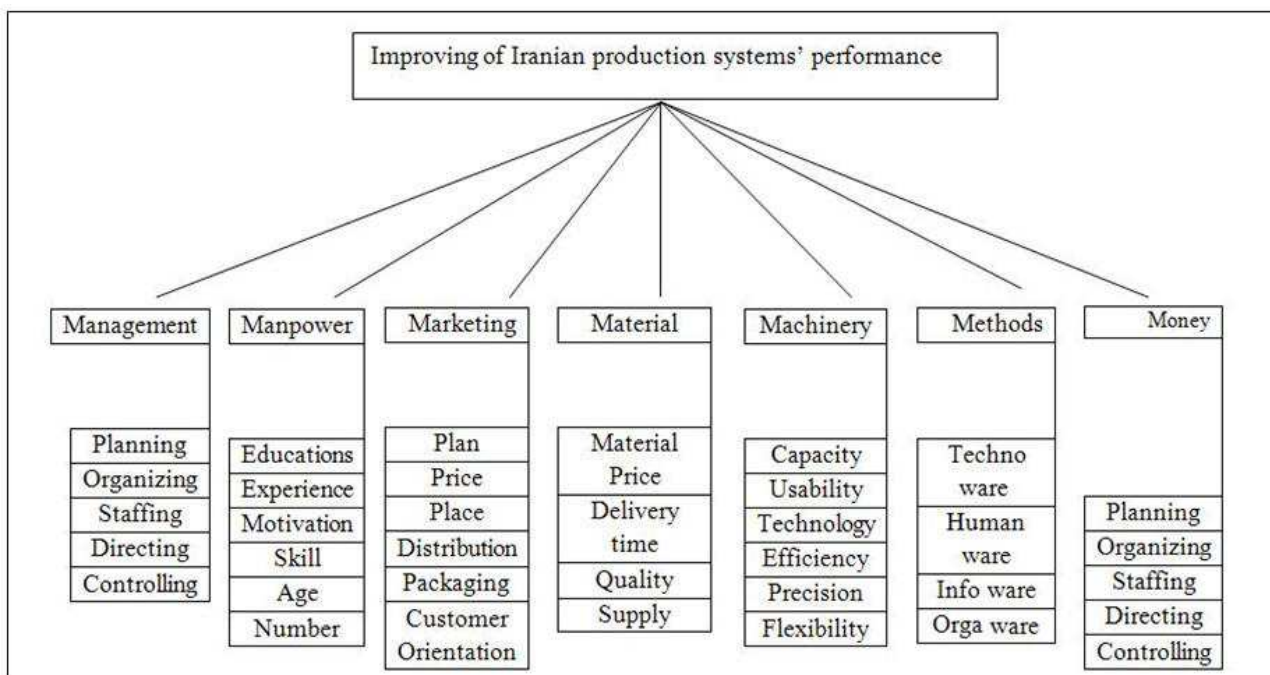 Improving of Iranian production systems’ performance
Management
Manpower
Marketing
Material
Machinery
Methods
Money
Planning
Organizing
Staffing
Directing
Controlling
Educations
Experience
Motivation
Skill
Age
Number
Plan
Price
Place
Distribution
Packaging
Customer
Orientation
Material
Price
Delivery
time
Quality
Supply
Capacity
Usability
Technology
Efficiency
Precision
Flexibility
Techno
ware
Human
ware
Info ware
Orga ware
Planning
Organizing
Staffing
Directing
Controlling